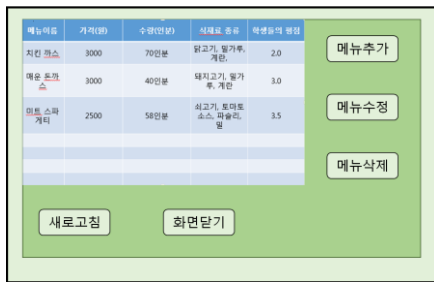 메뉴이름 가격(원) 수량(인분) 식재료 종류 학생들의 평점
치킨 까스 3000 70인분 닭고기, 밀가루, 계란, 2.0
매운 돈까스 3000 40인분 돼지고기, 밀가루, 계란 3.0
미트 스파게티 2500 58인분 쇠고기, 토마토 소스, 파슬리, 밀 3.5
메뉴추가
메뉴수정
메뉴삭제
새로고침 화면닫기